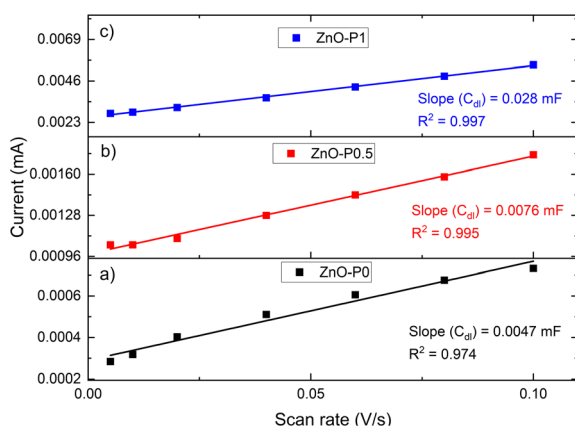 c)
ZnO-P1
0.0069
0.0046
0.0023
Slope (Cdl) = 0.028 mF
R² = 0.997
b)
ZnO-P0.5
0.00160
0.00128
0.00096
Slope (Cdl) = 0.0076 mF
R² = 0.995
Current (mA)
a)
ZnO-P0
0.0006
0.0004
0.0002
Slope (Cdl) = 0.0047 mF
R² = 0.974
0.00
0.05
0.10
Scan rate (V/s)